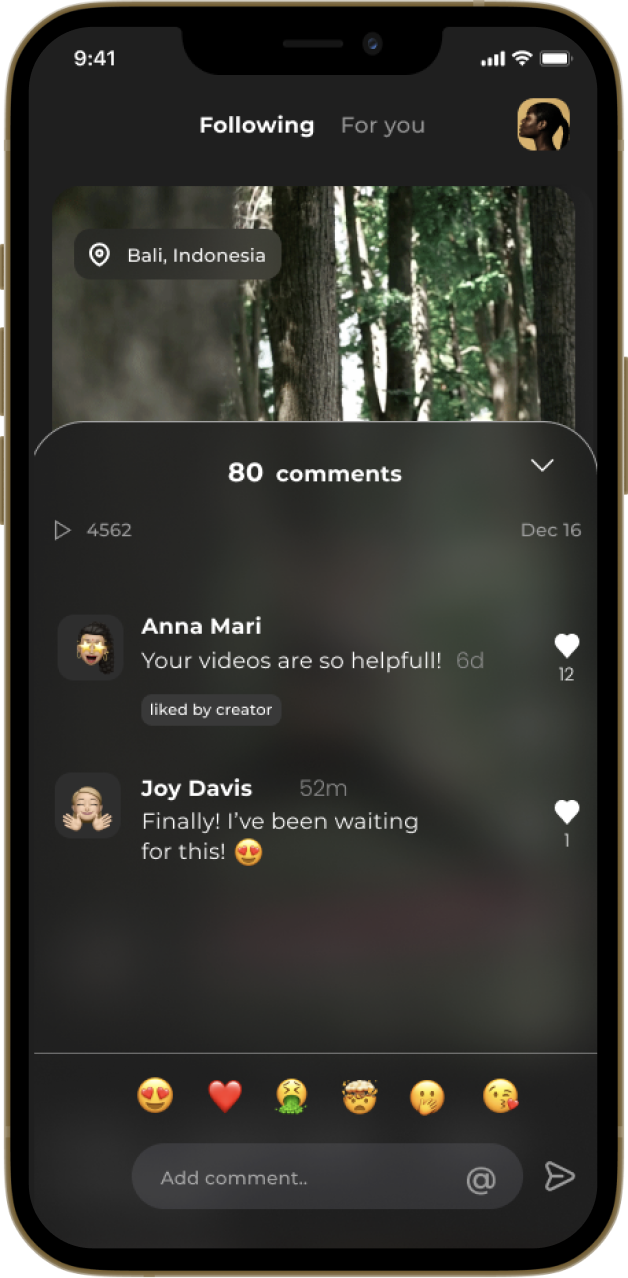 9:41
Following For you
Bali, Indonesia
80 comments
4562 Dec 16
Anna Mari
Your videos are so helpfull! 6d
12
liked by creator
Joy Davis 52m
Finally! I’ve been waiting
for this! 😍
1
😍 ❤️ 🤮 🤯 🫢 😘
Add comment.. @